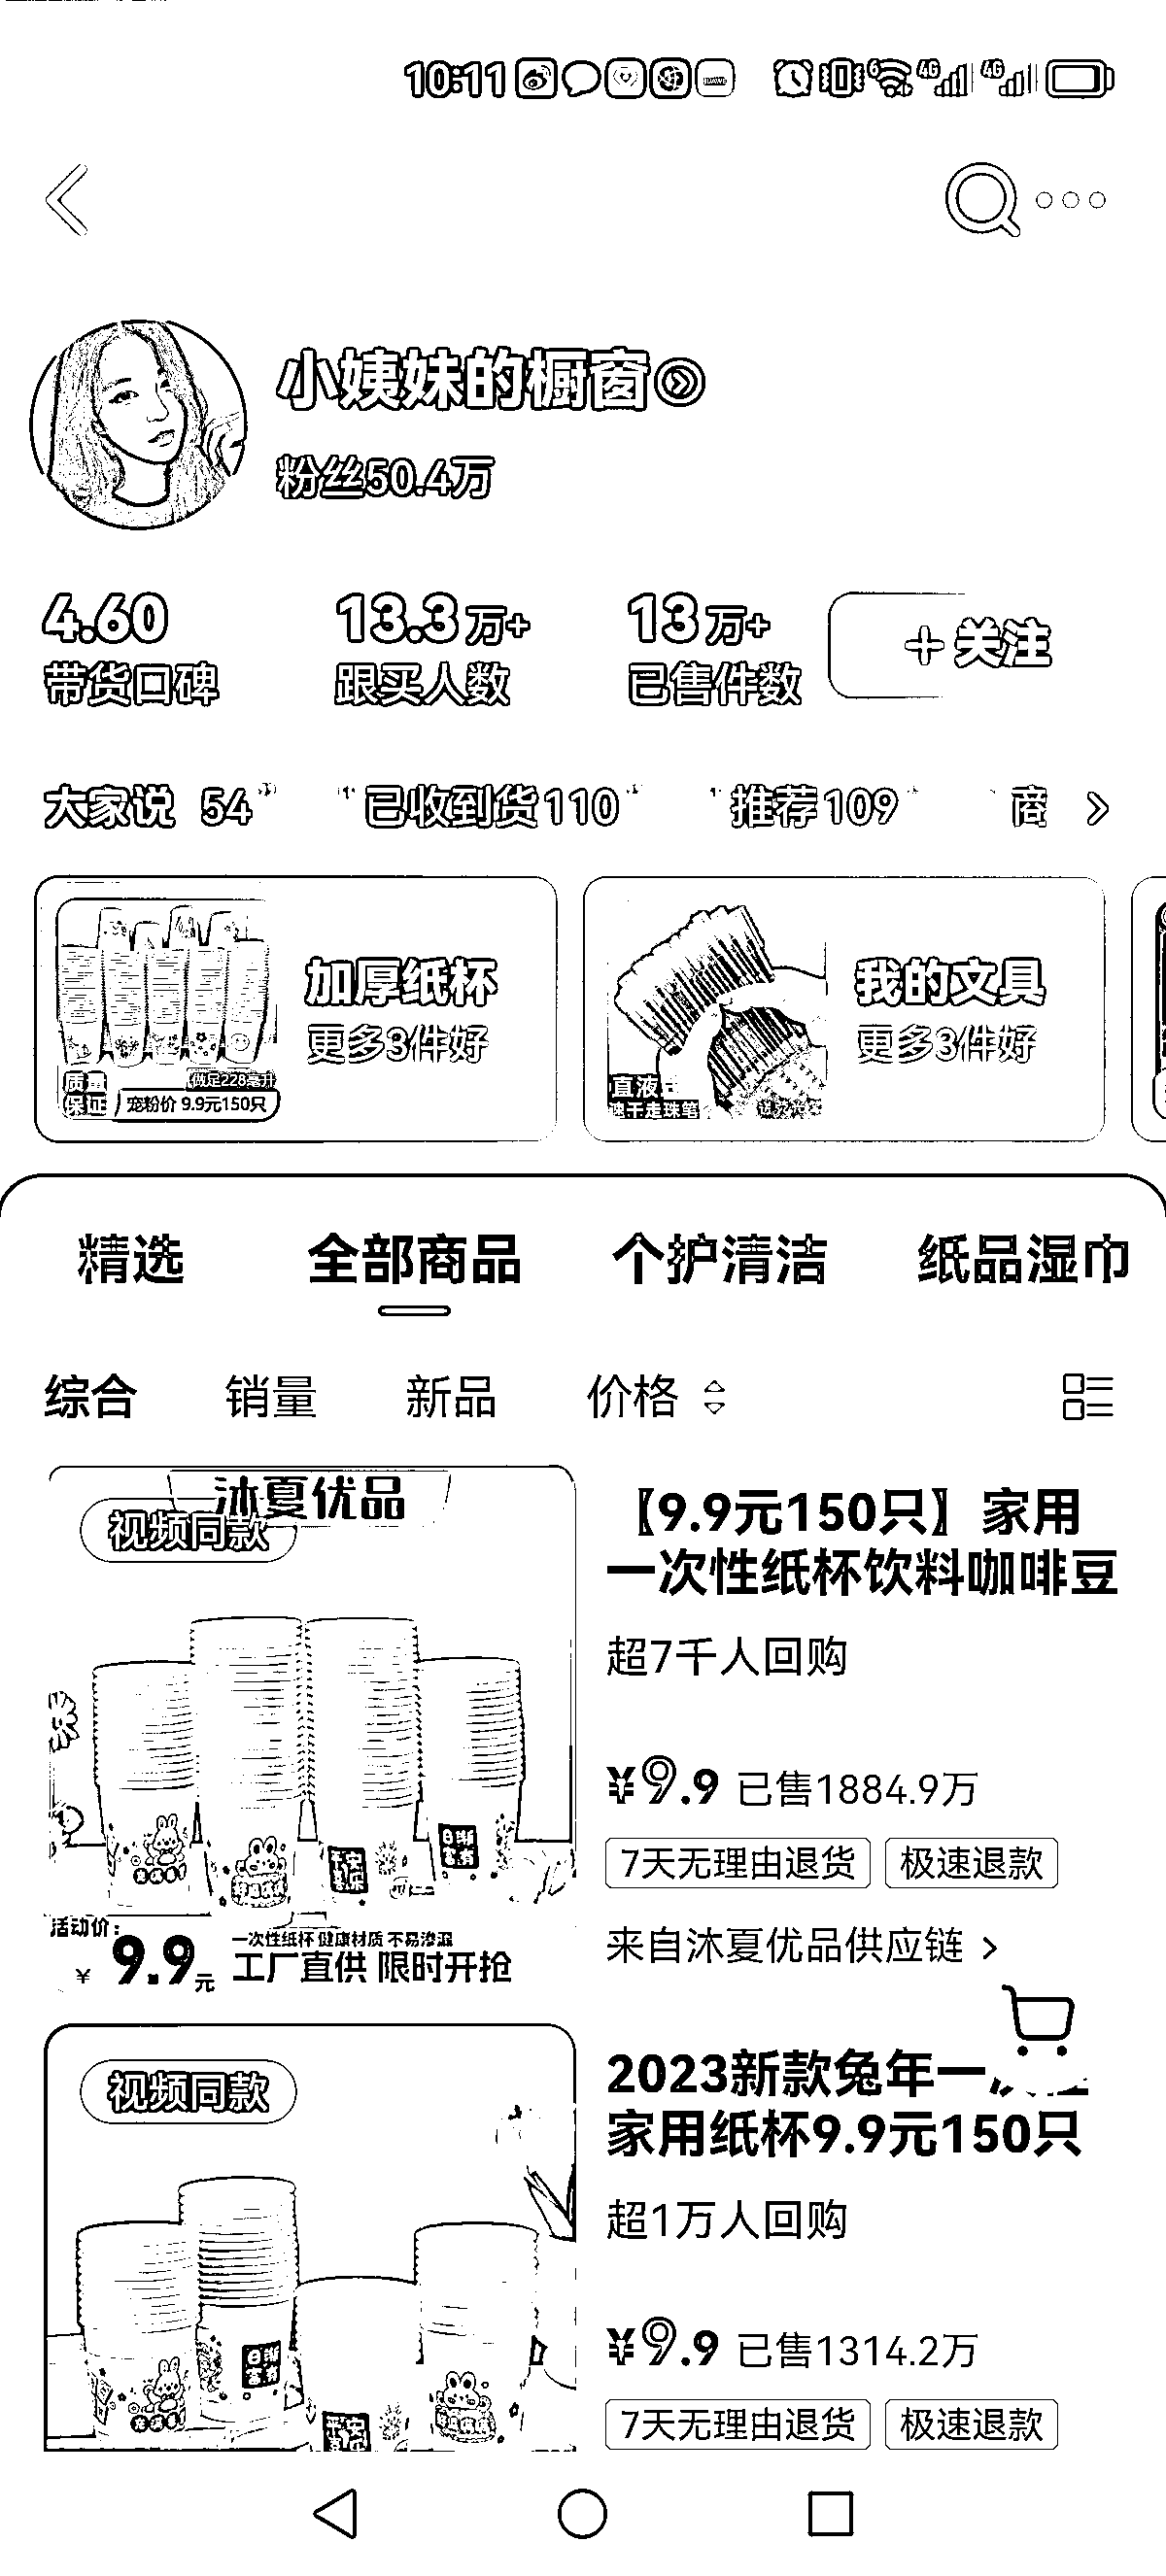 10:11
小姨妹的橱窗
粉丝50.4万
4.60 13.3万+ 13万+
带货口碑 跟买人数 已售件数 关注
大家说 54 已收到货110 推荐109 商
加厚纸杯
更多3件好
质量
保证
做足228毫升
宠粉价 9.9元150只
我的文具
更多3件好
直液
速干走珠笔
精选 全部商品 个护清洁 纸品湿巾
综合 销量 新品 价格
沐夏优品
视频同款
【9.9元150只】家用
一次性纸杯饮料咖啡豆
超7千人回购
¥9.9 已售1884.9万
7天无理由退货 极速退款
来自沐夏优品供应链
活动价:
¥9.9元
一次性纸杯 健康材质 不易渗漏
工厂直供 限时开抢
视频同款
2023新款兔年一
家用纸杯9.9元150只
超1万人回购
¥9.9 已售1314.2万
7天无理由退货 极速退款